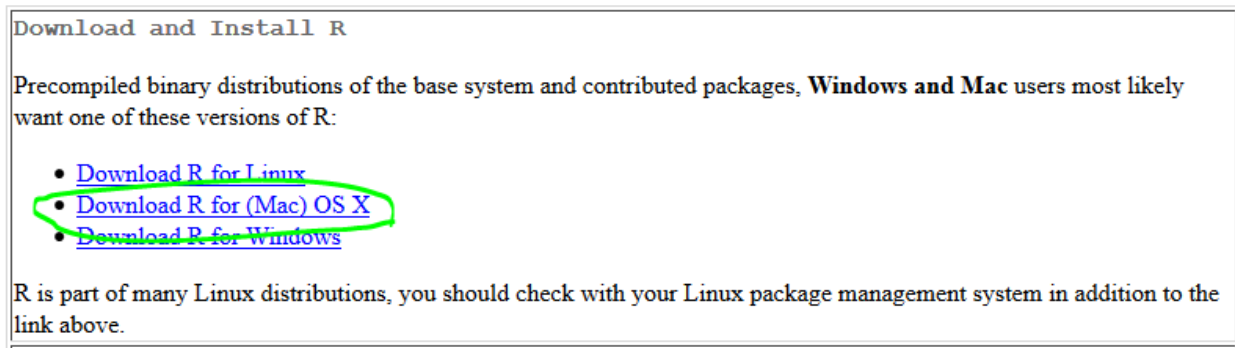 Download and Install R
Precompiled binary distributions of the base system and contributed packages, Windows and Mac users most likely
want one of these versions of R:
Download R for Linux
Download R for (Mac) OS X
Download R for Windows
R is part of many Linux distributions, you should check with your Linux package management system in addition to the
link above.